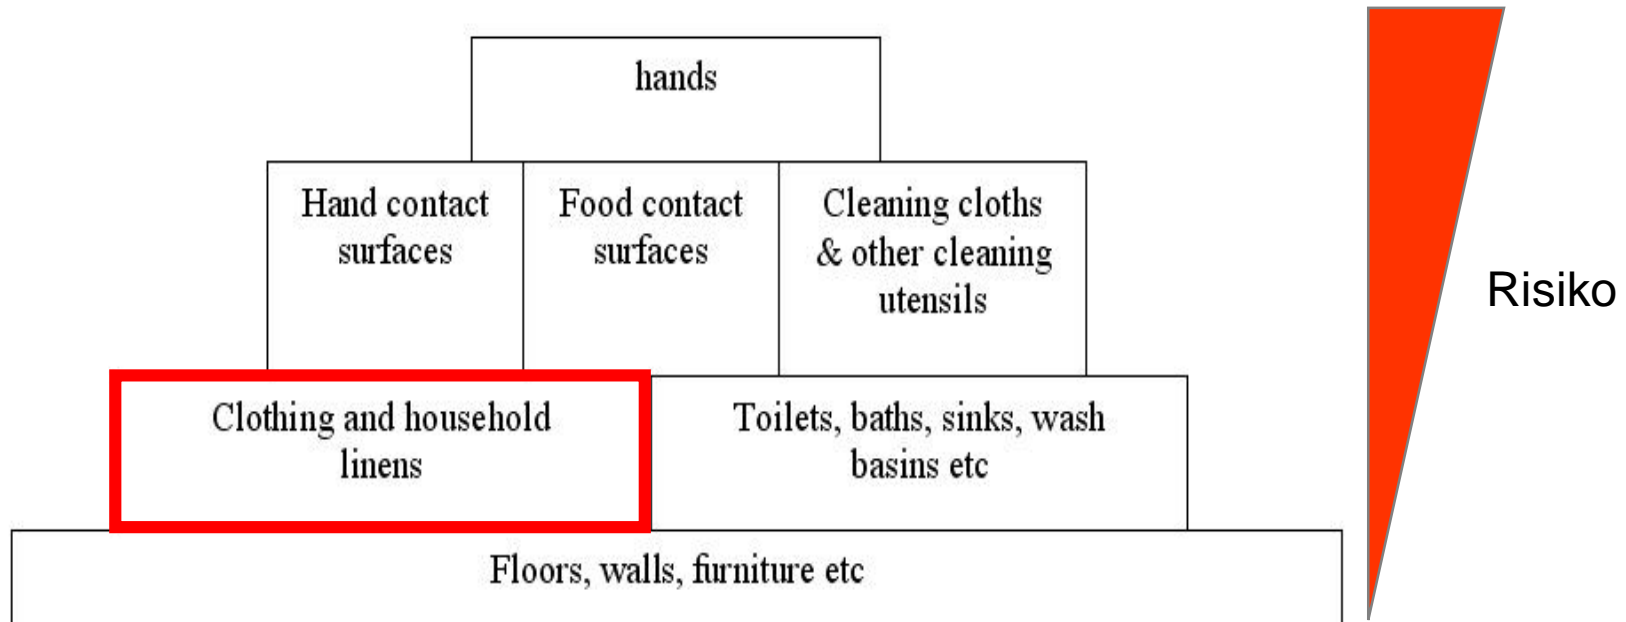 hands
Hand contact
surfaces
Food contact
surfaces
Cleaning cloths
& other cleaning
utensils
Risiko
Clothing and household
linens
Toilets, baths, sinks, wash
basins etc
Floors, walls, furniture etc